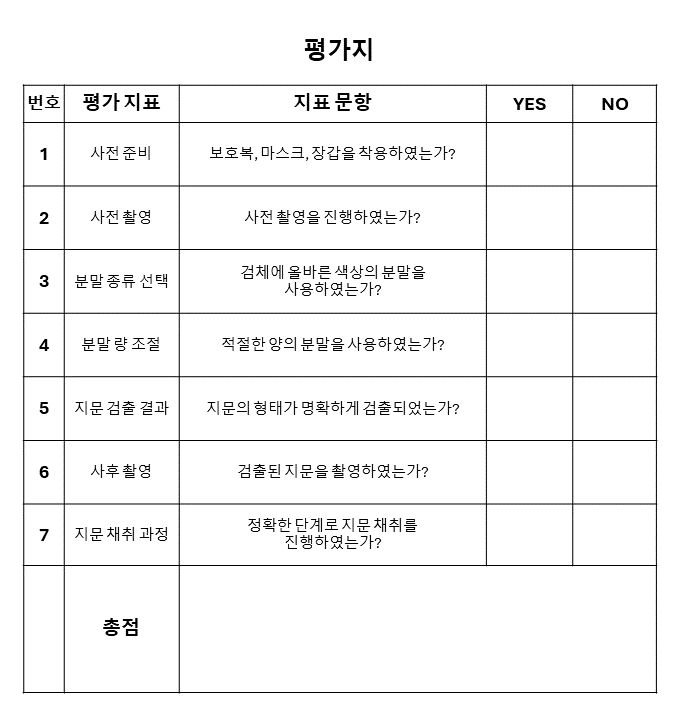 평가지
번호 평가 지표 지표 문항 YES NO
1 사전 준비 보호복, 마스크, 장갑을 착용하였는가?
2 사전 촬영 사전 촬영을 진행하였는가?
3 분말 종류 선택 검체에 올바른 색상의 분말을
사용하였는가?
4 분말 량 조절 적절한 양의 분말을 사용하였는가?
5 지문 검출 결과 지문의 형태가 명확하게 검출되었는가?
6 사후 촬영 검출된 지문을 촬영하였는가?
7 지문 채취 과정 정확한 단계로 지문 채취를
진행하였는가?
총점